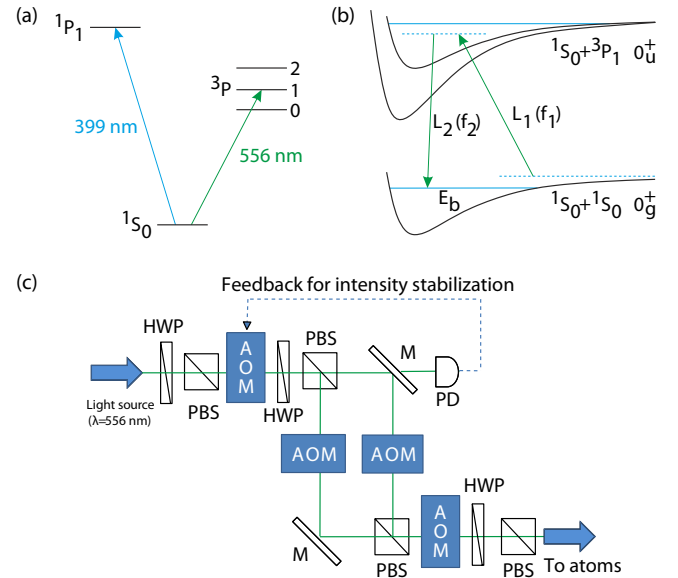 (a)
¹P₁
2
³P
1
0
399 nm
556 nm
¹S₀
(b)
¹S₀+³P₁ 0⁺ᵤ
L₂(f₂)
L₁(f₁)
E_b
¹S₀+¹S₀ 0⁺g
(c)
Feedback for intensity stabilization
HWP
AOM
PBS
M
PD
Light source
(λ=556 nm)
PBS
HWP
AOM
AOM
HWP
AOM
M
PBS
PBS
To atoms